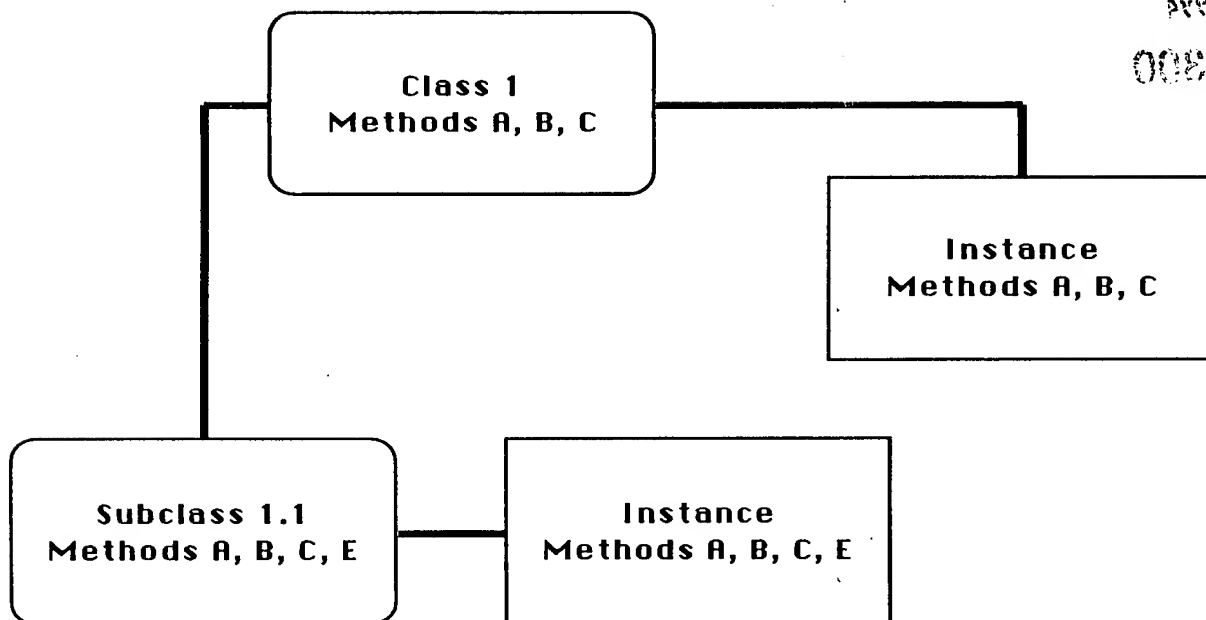 Class 1
Methods A, B, C
Instance
Methods A, B, C
Subclass 1.1
Methods A, B, C, E
Instance
Methods A, B, C, E